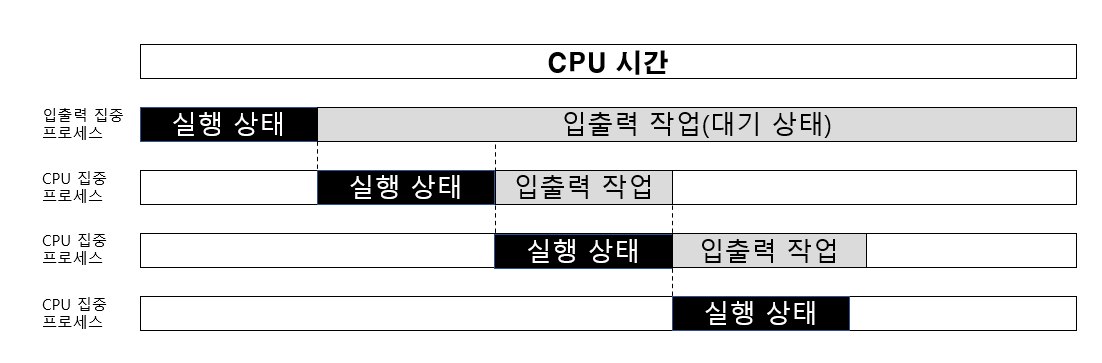 CPU 시간
입출력 집중
프로세스
실행 상태
입출력 작업(대기 상태)
CPU 집중
프로세스
실행 상태
입출력 작업
CPU 집중
프로세스
실행 상태
입출력 작업
CPU 집중
프로세스
실행 상태